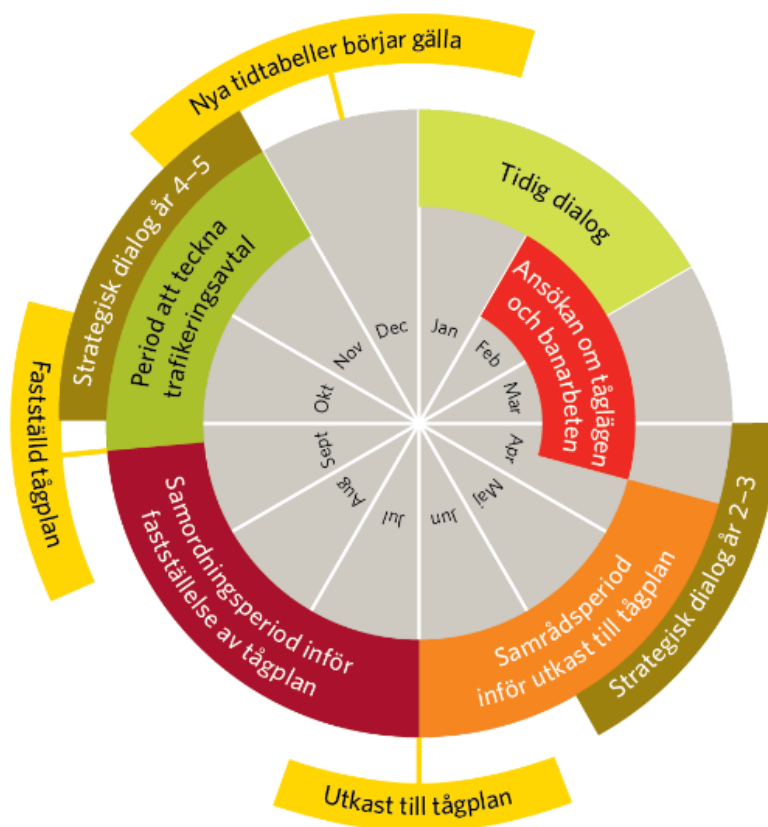 Nya tidtabeller börjar gälla
Strategisk dialog år 4–5
Period att teckna
trafikeringsavtal
Tidig dialog
Ansökan om tåglägen
och banarbeten
Jan
Feb
Mar
Apr
Maj
Jun
Jul
Aug
Sept
Okt
Nov
Dec
Fastställd tågplan
Samordningsperiod inför
fastställelse av tågplan
Samrådsperiod
inför utkast till tågplan
Strategisk dialog år 2–3
Utkast till tågplan